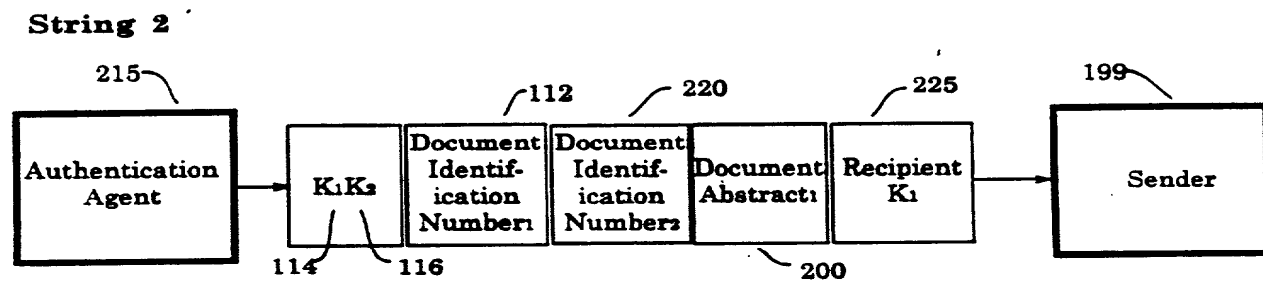 String 2
215
112
220
225
199
Authentication
Agent
K₁K₂
Document
Identif-
ication
Number₁
Document
Identif-
ication
Number₂
Document
Abstract₁
Recipient
K₁
Sender
114
116
200